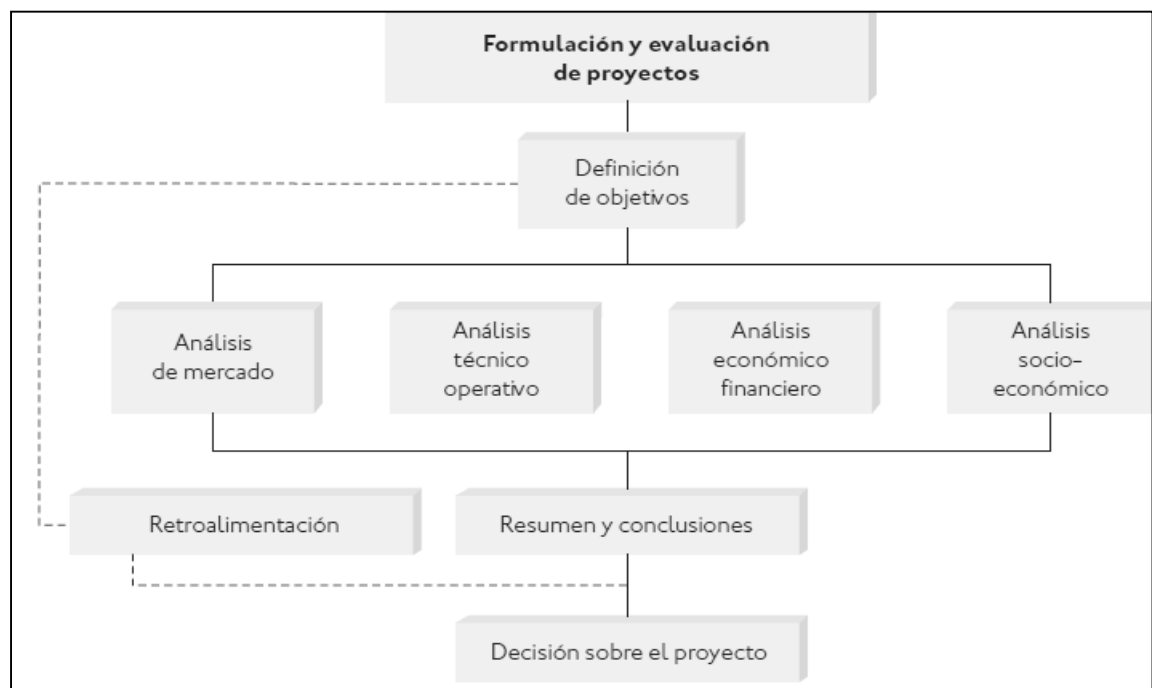 Formulación y evaluación
de proyectos
Definición
de objetivos
Análisis
de mercado
Análisis
técnico
operativo
Análisis
económico
financiero
Análisis
socio-
económico
Retroalimentación
Resumen y conclusiones
Decisión sobre el proyecto